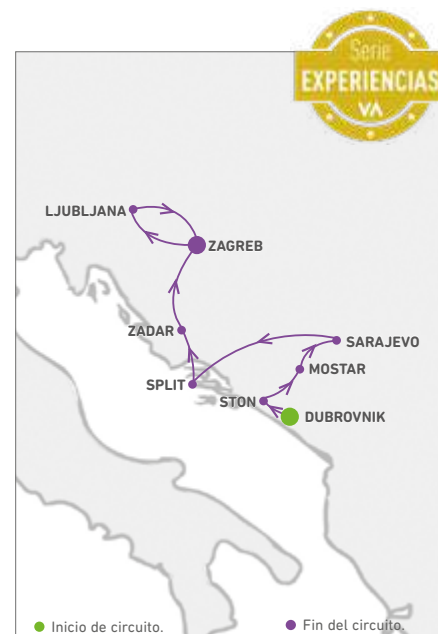 Serie
EXPERIENCIAS
VA
LJUBLJANA
ZAGREB
ZADAR
SARAJEVO
MOSTAR
SPLIT
STON
DUBROVNIK
Inicio de circuito.
Fin del circuito.